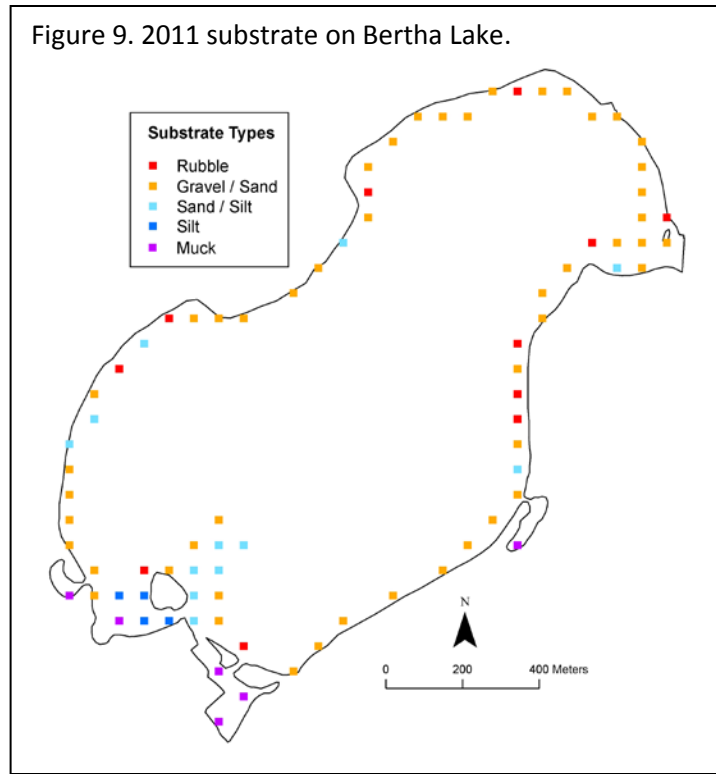 Figure 9. 2011 substrate on Bertha Lake.
Substrate Types
Rubble
Gravel / Sand
Sand / Silt
Silt
Muck
N
0 200 400 Meters